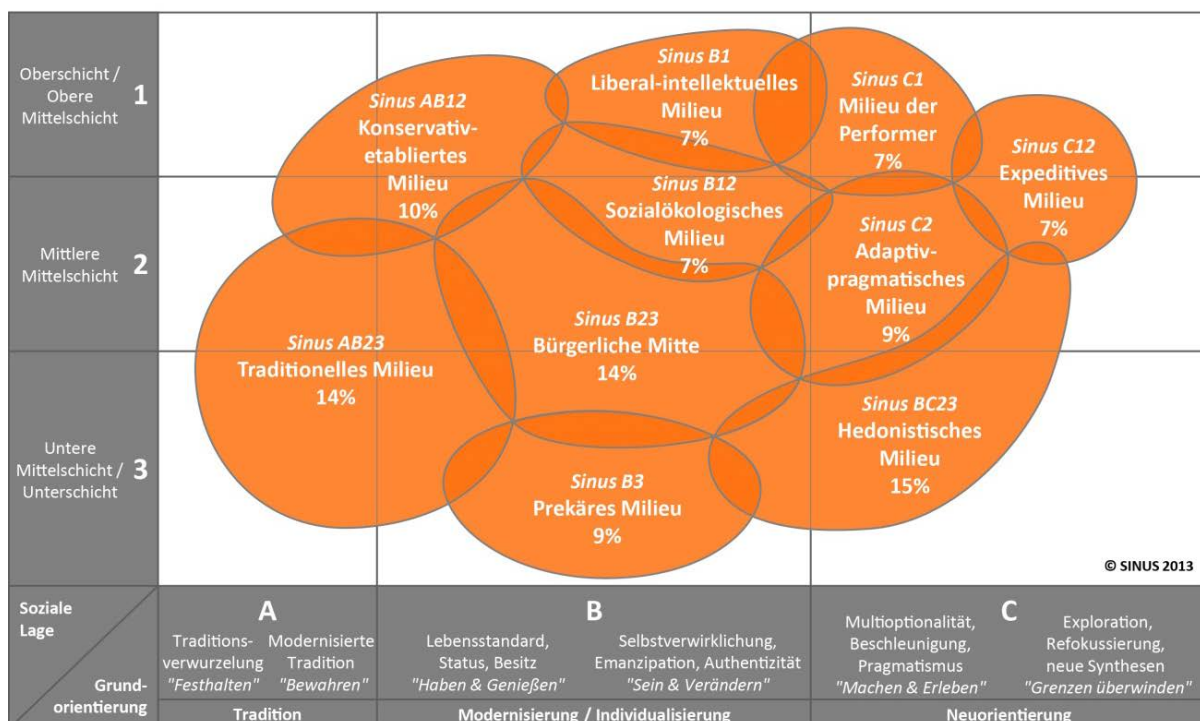 Oberschicht /
Obere
Mittelschicht
1
Mittlere
Mittelschicht
2
Untere
Mittelschicht /
Unterschicht
3
Sinus AB12
Konservativ-
etabliertes
Milieu
10%
Sinus B1
Liberal-intellektuelles
Milieu
7%
Sinus C1
Milieu der
Performer
7%
Sinus C12
Expeditives
Milieu
7%
Sinus B12
Sozialökologisches
Milieu
7%
Sinus C2
Adaptiv-
pragmatisches
Milieu
9%
Sinus AB23
Traditionelles Milieu
14%
Sinus B23
Bürgerliche Mitte
14%
Sinus BC23
Hedonistisches
Milieu
15%
Sinus B3
Prekäres Milieu
9%
© SINUS 2013
Soziale
Lage
Grund-
orientierung
A
Traditions-
verwurzelung
"Festhalten"
Modernisierte
Tradition
"Bewahren"
Tradition
B
Lebensstandard,
Status, Besitz
"Haben & Genießen"
Selbstverwirklichung,
Emanzipation, Authentizität
"Sein & Verändern"
Modernisierung / Individualisierung
C
Multioptionalität,
Beschleunigung,
Pragmatismus
"Machen & Erleben"
Exploration,
Refokussierung,
neue Synthesen
"Grenzen überwinden"
Neuorientierung